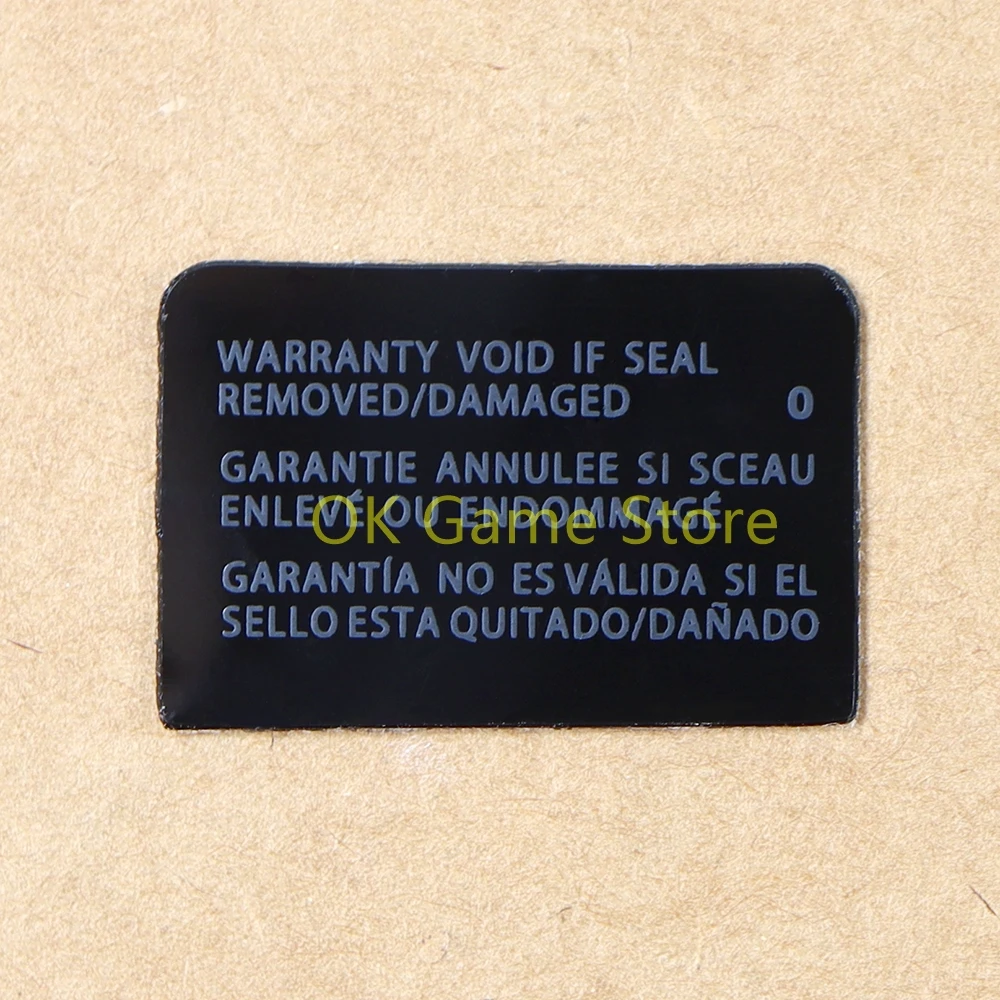 WARRANTY VOID IF SEAL
REMOVED/DAMAGED 0
GARANTIE ANNULEE SI SCEAU
ENLEVÉ OU ENDOMMAGÉ
OK Game Store
GARANTÍA NO ES VÁLIDA SI EL
SELLO ESTA QUITADO/DAÑADO